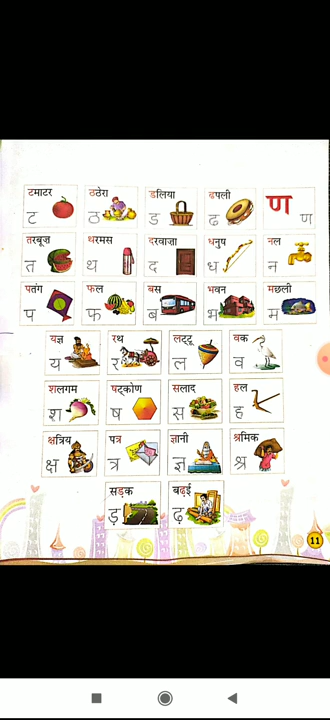 टमाटर ठठेरा डलिया ढपली ण
ट ठ ड ढ ण
तरबूज थरमस दरवाजा धनुष नल
त थ द ध न
पतंग फल बस भवन मछली
प फ ब भ म
यज्ञ रथ लट्टू वक
य र ल व
शलगम षट्कोण सलाद हल
श ष स ह
क्षत्रिय पत्र ज्ञानी श्रमिक
क्ष त्र ज्ञ श्र
सड़क बढ़ई
ड़ ढ़
11